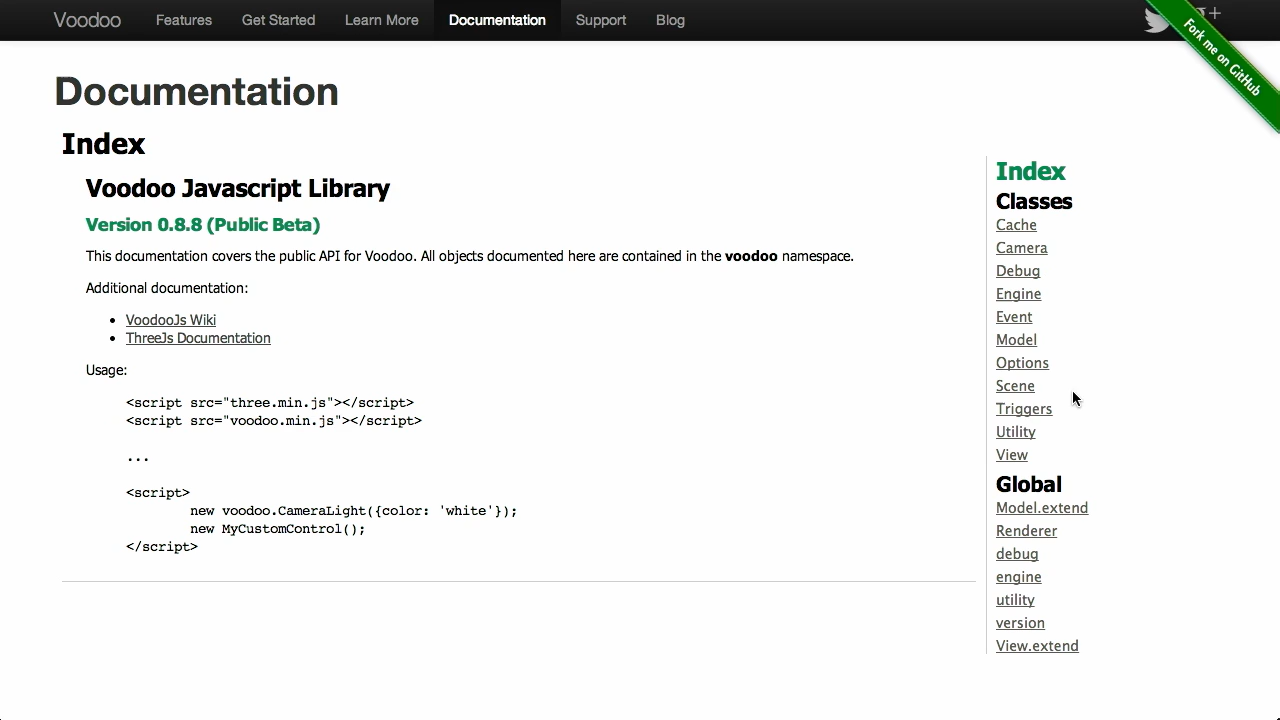 Voodoo Features Get Started Learn More Documentation Support Blog
Fork me on GitHub
Documentation
Index
Voodoo Javascript Library
Version 0.8.8 (Public Beta)
This documentation covers the public API for Voodoo. All objects documented here are contained in the voodoo namespace.
Additional documentation:
• VoodooJs Wiki
• ThreeJs Documentation
Usage:
<script src="three.min.js"></script>
<script src="voodoo.min.js"></script>
...
<script>
new voodoo.CameraLight({color: 'white'});
new MyCustomControl();
</script>
Index
Classes
Cache
Camera
Debug
Engine
Event
Model
Options
Scene
Triggers
Utility
View
Global
Model.extend
Renderer
debug
engine
utility
version
View.extend